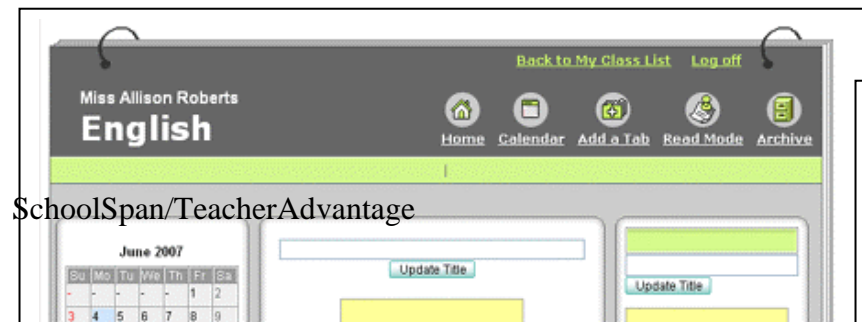 Back to My Class List Log off
Miss Allison Roberts
English
Home Calendar Add a Tab Read Mode Archive
SchoolSpan/TeacherAdvantage
June 2007
Update Title
Su Mo Tu We Th Fr Sa
- - - - - 1 2
Update Title
3 4 5 6 7 8 9